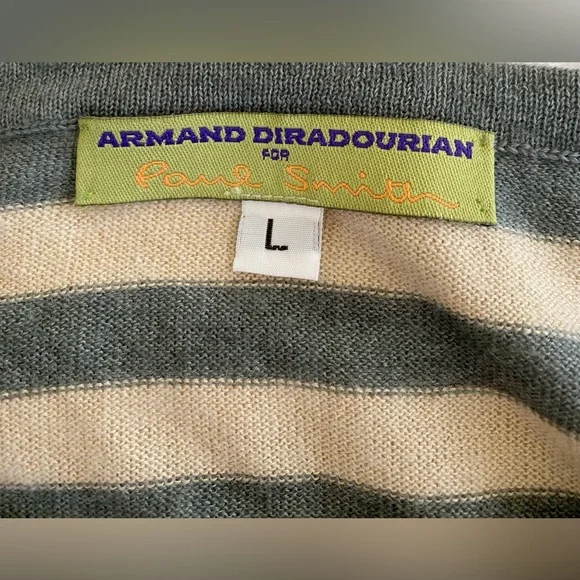 ARMAND DIRADOURIAN
FOR
Paul Smith
L